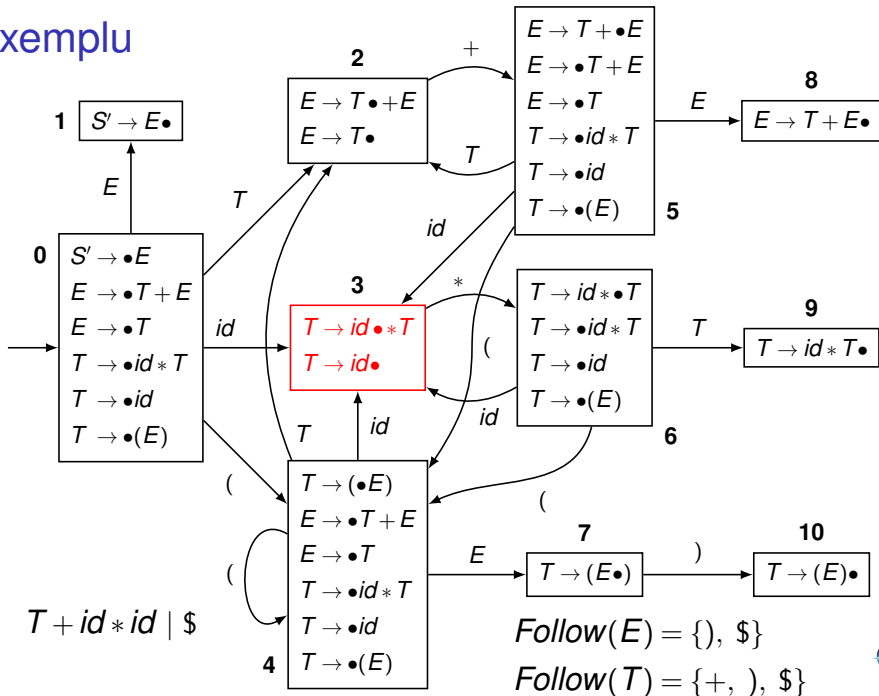 xemplu
1
S′ → E•
E
0
S′ → •E
E → •T + E
E → •T
T → •id * T
T → •id
T → •(E)
T
id
(
2
E → T• + E
E → T•
+
T
3
T → id• * T
T → id•
id
*
id
(
T
id
5
E → T + •E
E → •T + E
E → •T
T → •id * T
T → •id
T → •(E)
E
8
E → T + E•
6
T → id * •T
T → •id * T
T → •id
T → •(E)
T
9
T → id * T•
(
4
T → (•E)
E → •T + E
E → •T
T → •id * T
T → •id
T → •(E)
(
E
7
T → (E•)
)
10
T → (E)•
T + id * id | $
Follow(E) = {), $}
Follow(T) = {+, ), $}